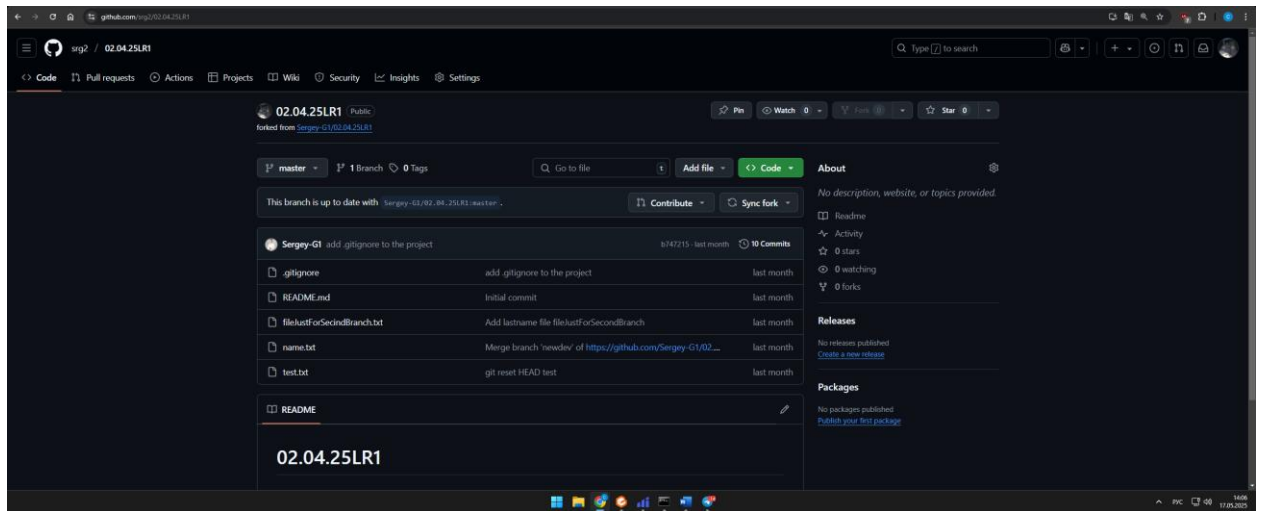 github.com/srg2/02.04.25LR1
srg2 / 02.04.25LR1
Type / to search
Code Pull requests Actions Projects Wiki Security Insights Settings
02.04.25LR1 Public
Pin Watch 0 Fork 0 Star 0
forked from Sergey-G1/02.04.25LR1
master 1 Branch 0 Tags
Go to file t Add file Code
This branch is up to date with Sergey-G1/02.04.25LR1:master .
Contribute Sync fork
Sergey-G1 add .gitignore to the project b747215 · last month 10 Commits
.gitignore add .gitignore to the project last month
README.md Initial commit last month
fileJustForSecindBranch.txt Add lastname file fileJustForSecondBranch last month
name.txt Merge branch 'newdev' of https://github.com/Sergey-G1/02.… last month
test.txt git reset HEAD test last month
README
02.04.25LR1
About
No description, website, or topics provided.
Readme
Activity
0 stars
0 watching
0 forks
Releases
No releases published
Create a new release
Packages
No packages published
Publish your first package
РУС
14:06
17.05.2025